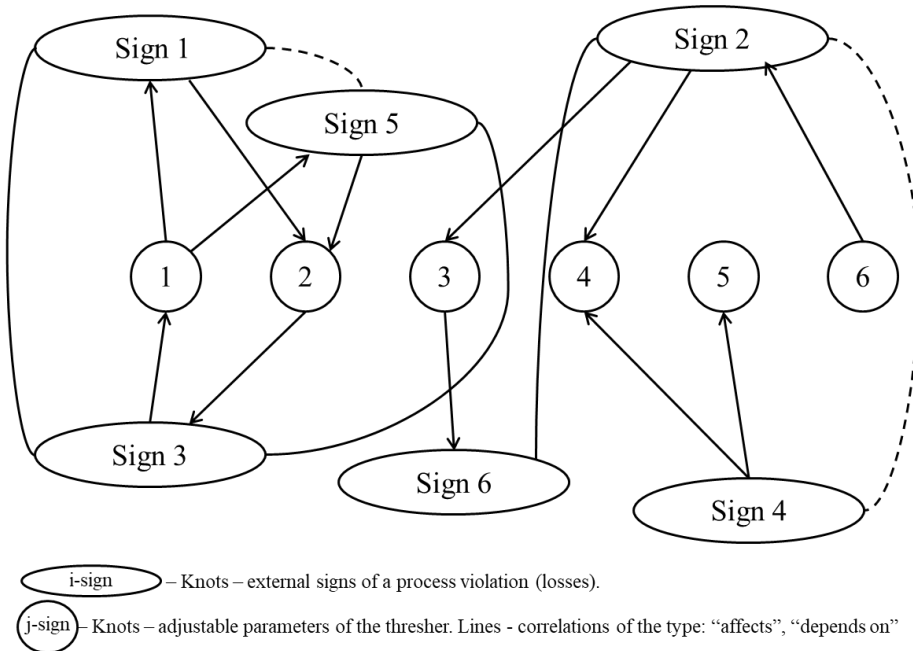 Sign 1
Sign 2
Sign 5
1
2
3
4
5
6
Sign 3
Sign 6
Sign 4
i-sign – Knots – external signs of a process violation (losses).
j-sign – Knots – adjustable parameters of the thresher. Lines - correlations of the type: “affects”, “depends on”